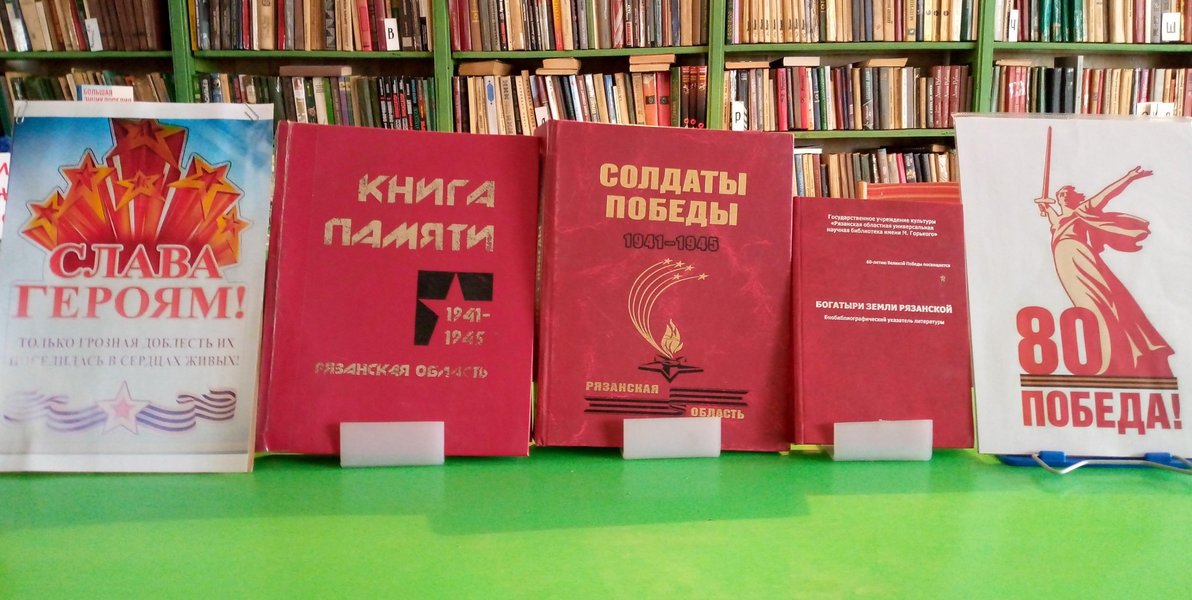 СЛАВА
ГЕРОЯМ!
ТОЛЬКО ГРОЗНАЯ ДОБЛЕСТЬ ИХ
ПОСЕЛИЛАСЬ В СЕРДЦАХ ЖИВЫХ!
КНИГА
ПАМЯТИ
1941-
1945
РЯЗАНСКАЯ ОБЛАСТЬ
СОЛДАТЫ
ПОБЕДЫ
1941-1945
РЯЗАНСКАЯ
ОБЛАСТЬ
Государственное учреждение культуры
«Рязанская областная универсальная
научная библиотека имени М. Горького»
60-летию Великой Победы посвящается
БОГАТЫРИ ЗЕМЛИ РЯЗАНСКОЙ
Биобиблиографический указатель литературы
80
ПОБЕДА!
БОЛЬШАЯ
В
Ч
Ш
Р